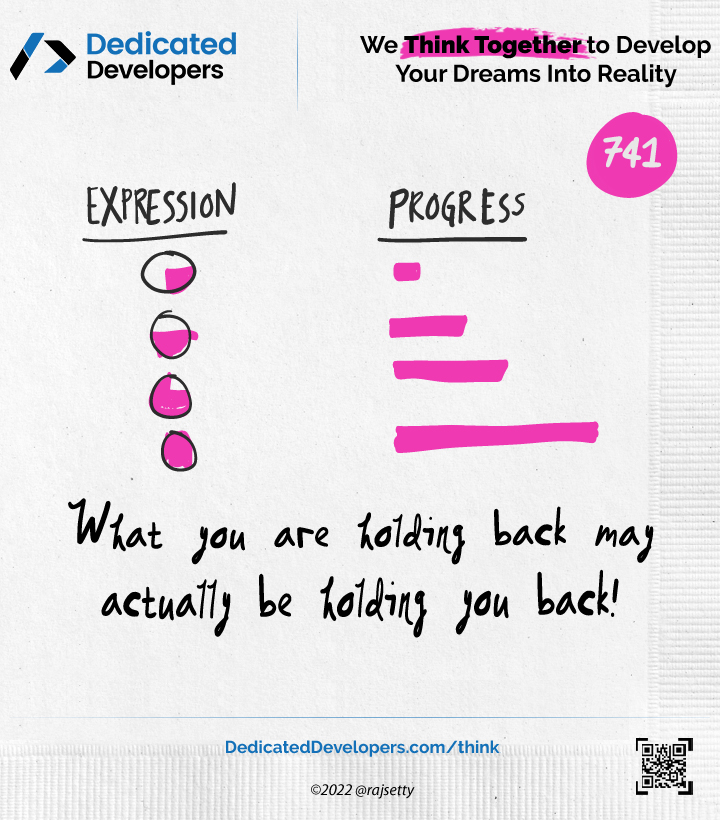 Dedicated
Developers
We Think Together to Develop
Your Dreams Into Reality
741
EXPRESSION
PROGRESS
What you are holding back may
actually be holding you back!
DedicatedDevelopers.com/think
©2022 @rajsetty